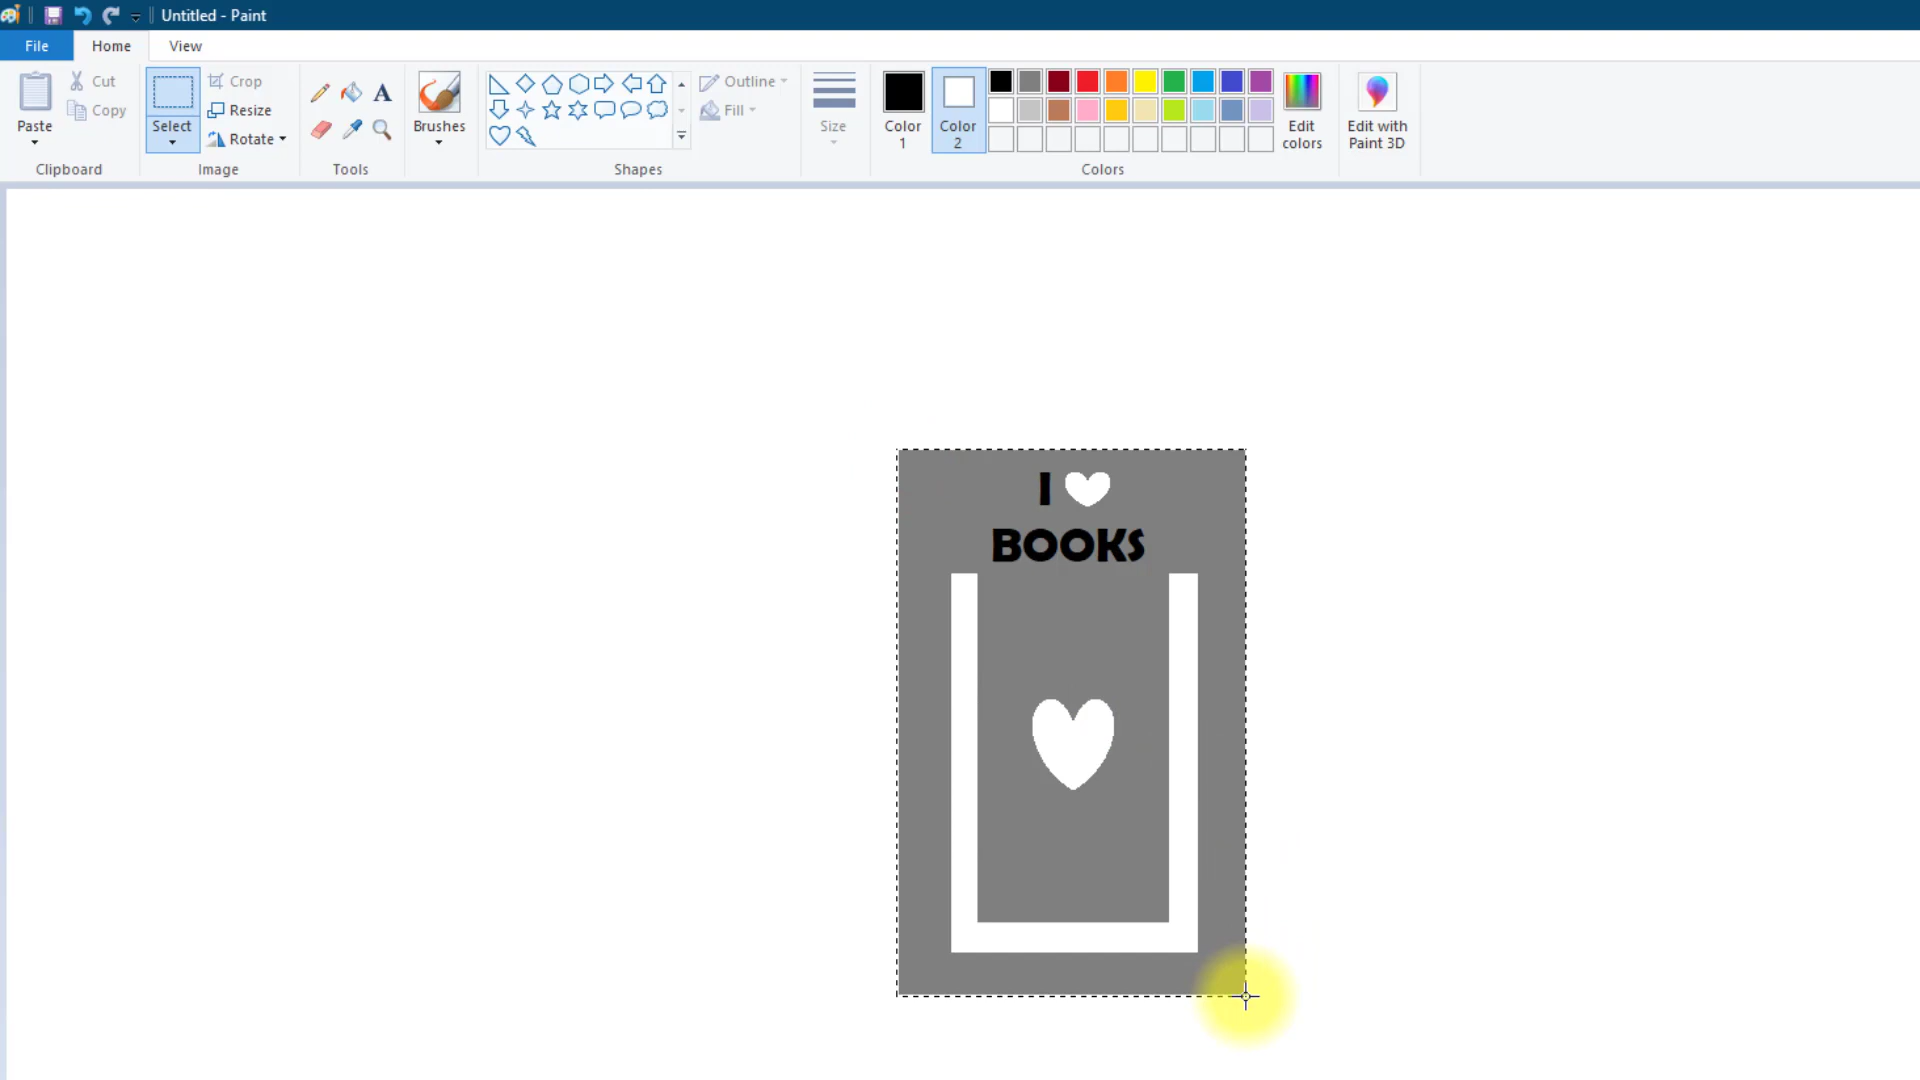 Untitled - Paint
File Home View
Paste
Cut
Copy
Clipboard
Select
Crop
Resize
Rotate
Image
A
Tools
Brushes
Shapes
Outline
Fill
Size
Color 1
Color 2
Edit colors
Colors
Edit with Paint 3D
I
BOOKS